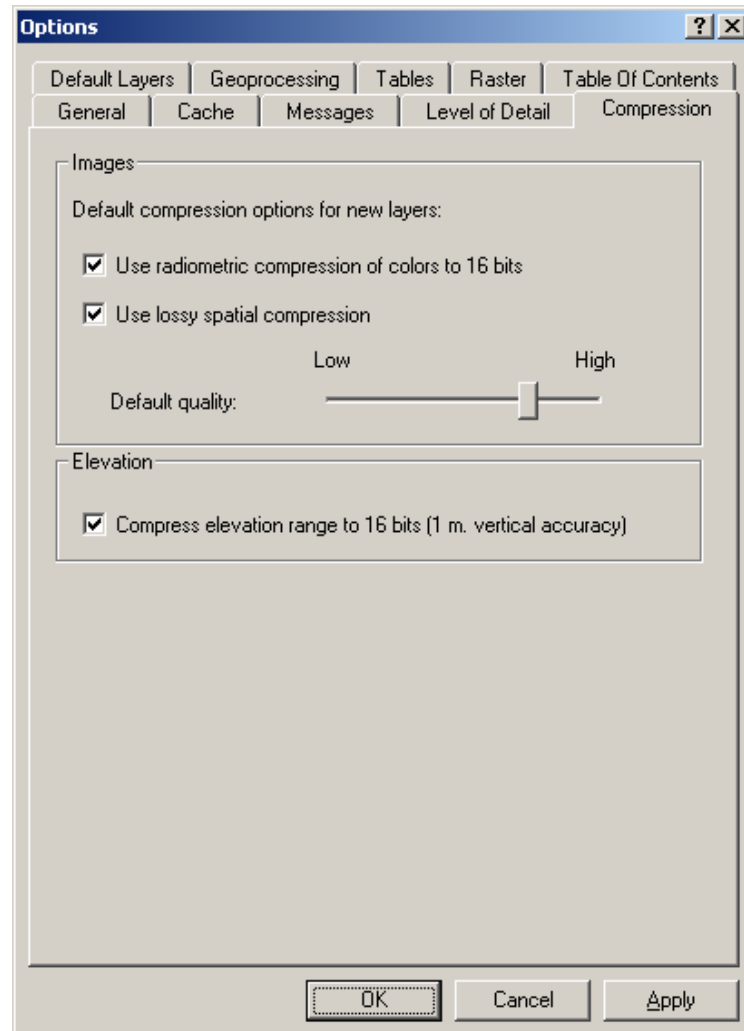 Options
Default Layers Geoprocessing Tables Raster Table Of Contents
General Cache Messages Level of Detail Compression
Images
Default compression options for new layers:
Use radiometric compression of colors to 16 bits
Use lossy spatial compression
Low High
Default quality:
Elevation
Compress elevation range to 16 bits (1 m. vertical accuracy)
OK Cancel Apply